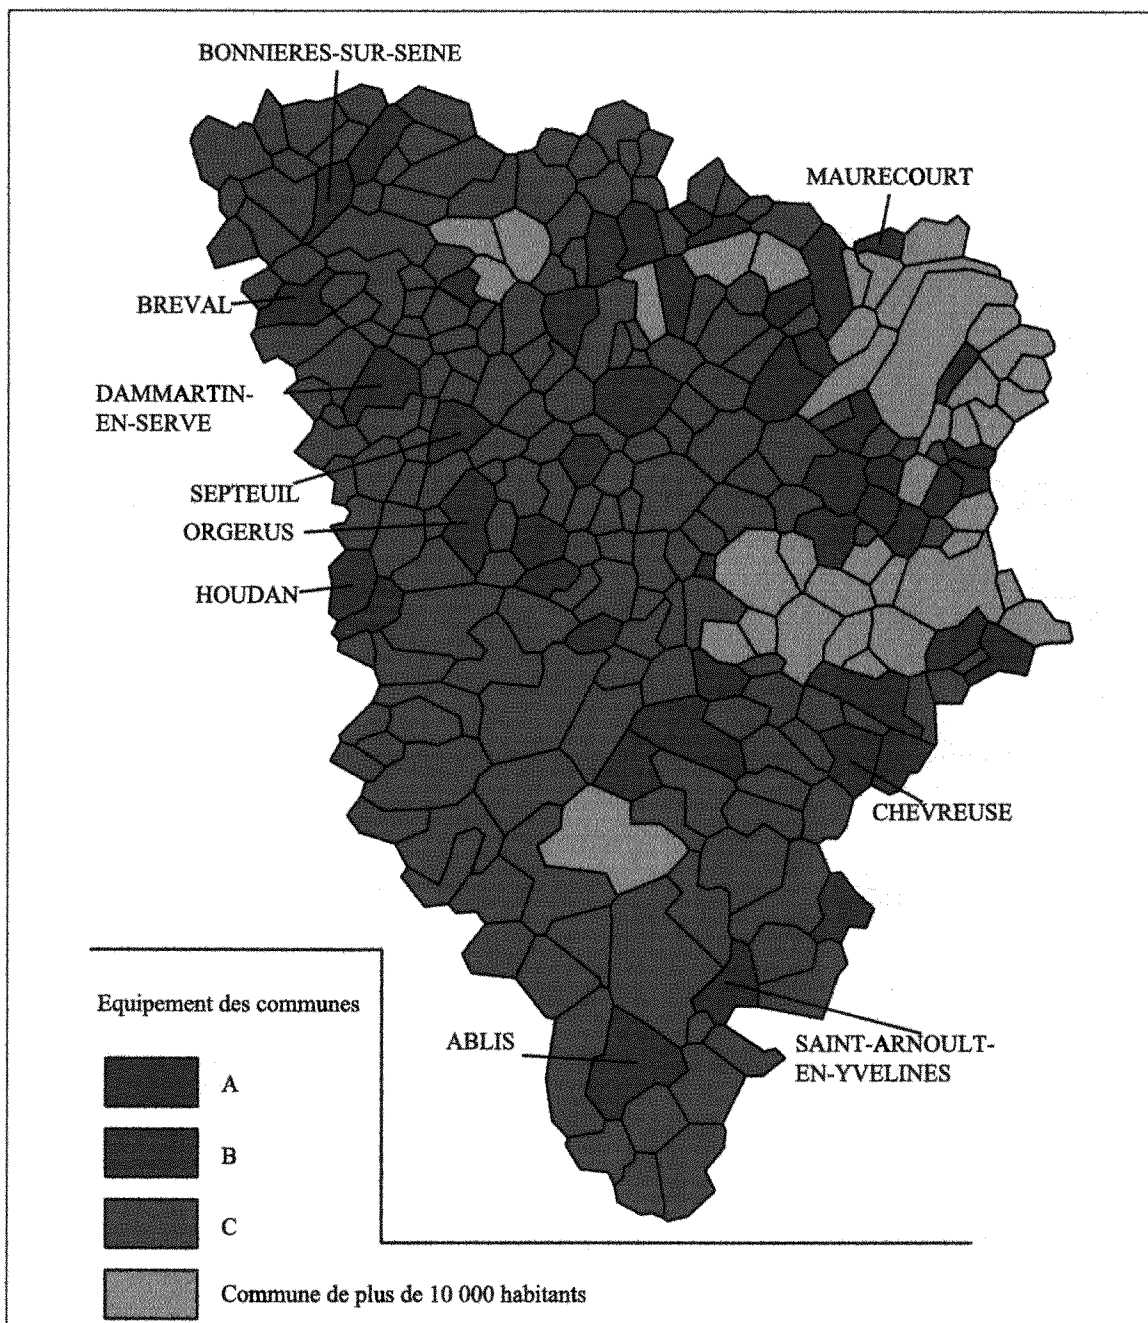 BONNIERES-SUR-SEINE
MAURECOURT
BREVAL
DAMMARTIN-
EN-SERVE
SEPTEUIL
ORGERUS
HOUDAN
CHEVREUSE
Equipement des communes
ABLIS
SAINT-ARNOULT-
EN-YVELINES
A
B
C
Commune de plus de 10 000 habitants